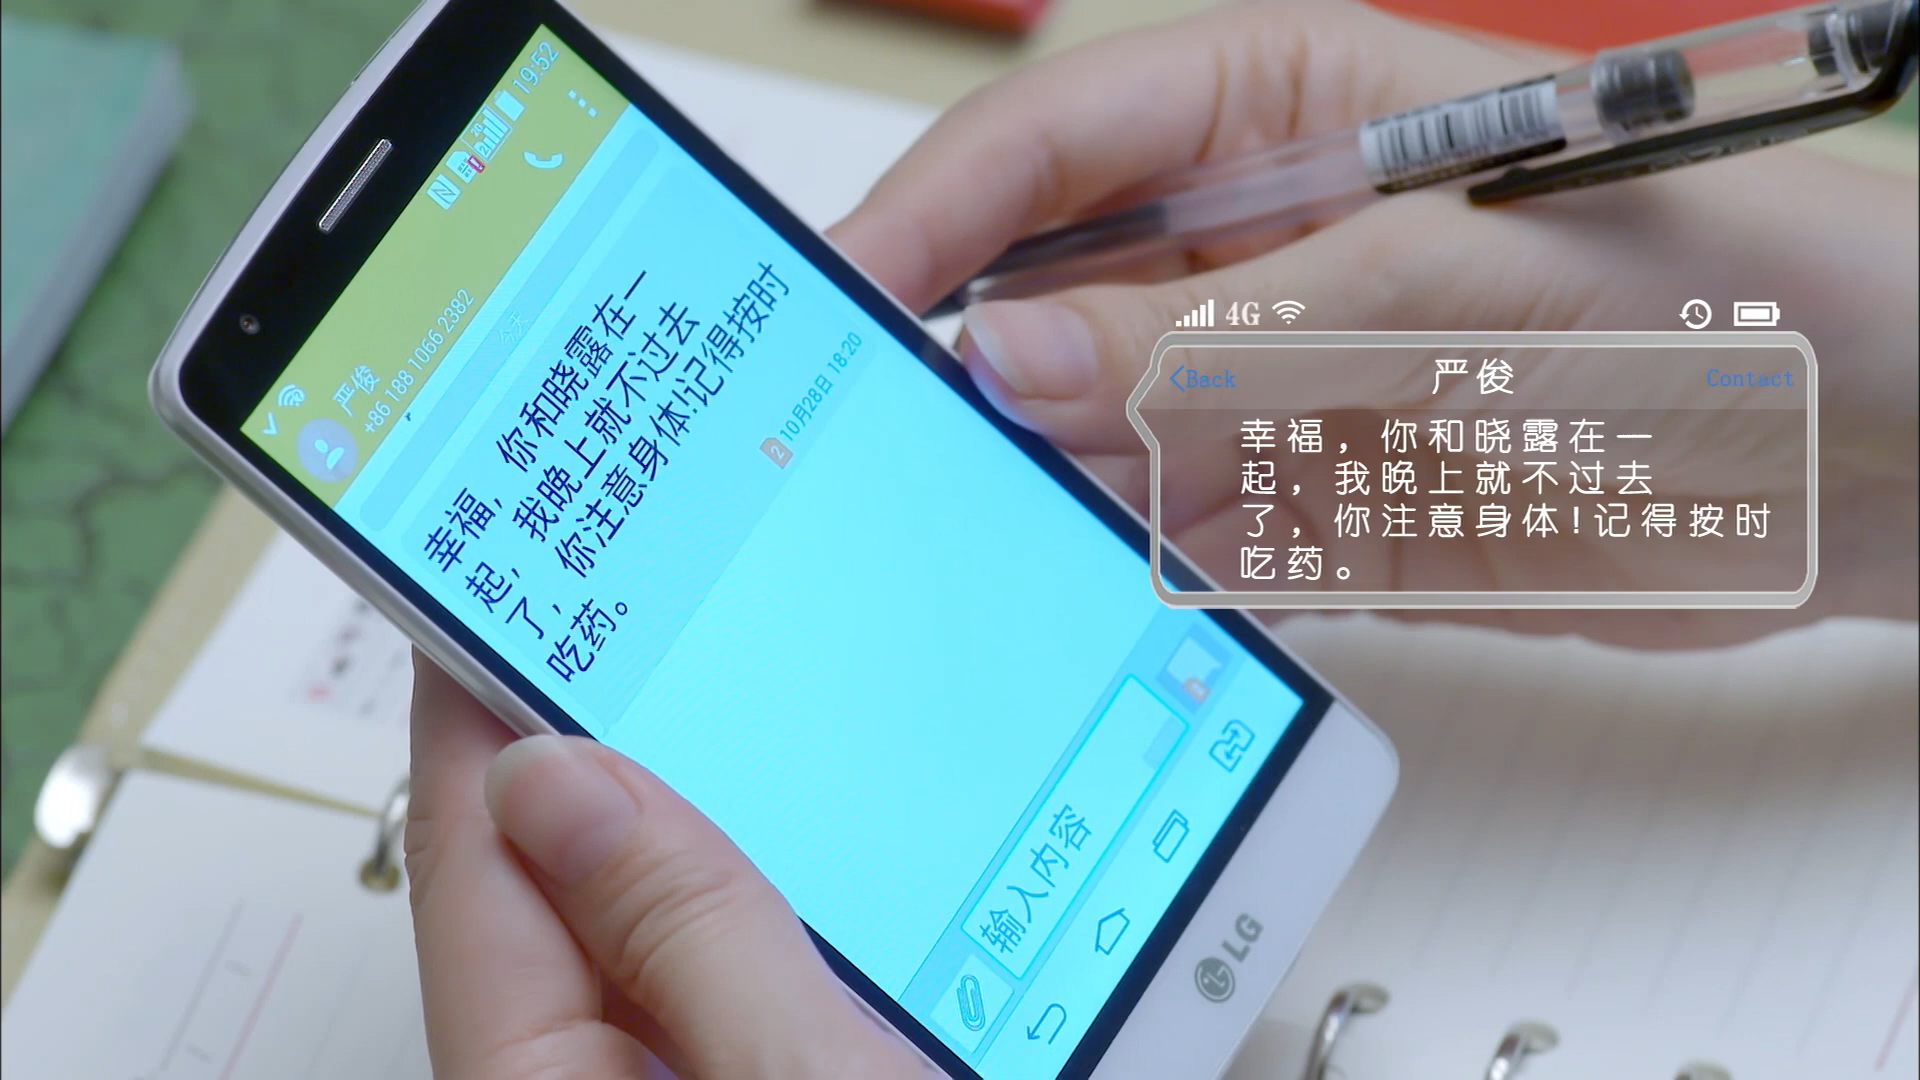 19:52
严俊
+86 188 1066 2382
今天
幸福，你和晓露在一
起，我晚上就不过去
了，你注意身体!记得按时
吃药。
2 10月28日 18:20
输入内容
LG
4G
Back 严俊 Contact
幸福，你和晓露在一
起，我晚上就不过去
了，你注意身体!记得按时
吃药。